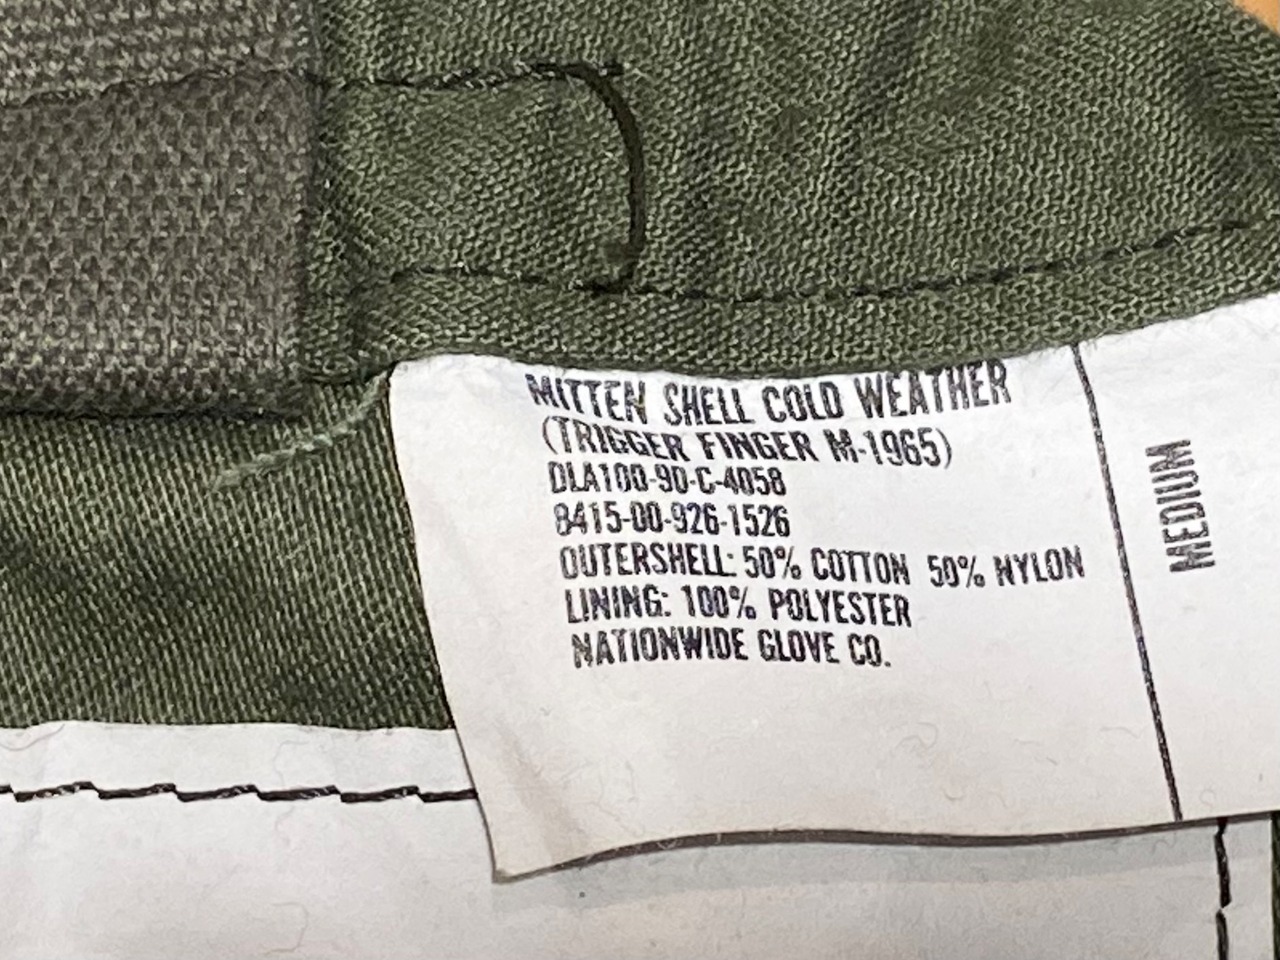 MITTEN SHELL COLD WEATHER
(TRIGGER FINGER M-1965)
DLA100-90-C-4058
8415-00-926-1526
OUTERSHELL: 50% COTTON 50% NYLON
LINING: 100% POLYESTER
NATIONWIDE GLOVE CO.
MEDIUM